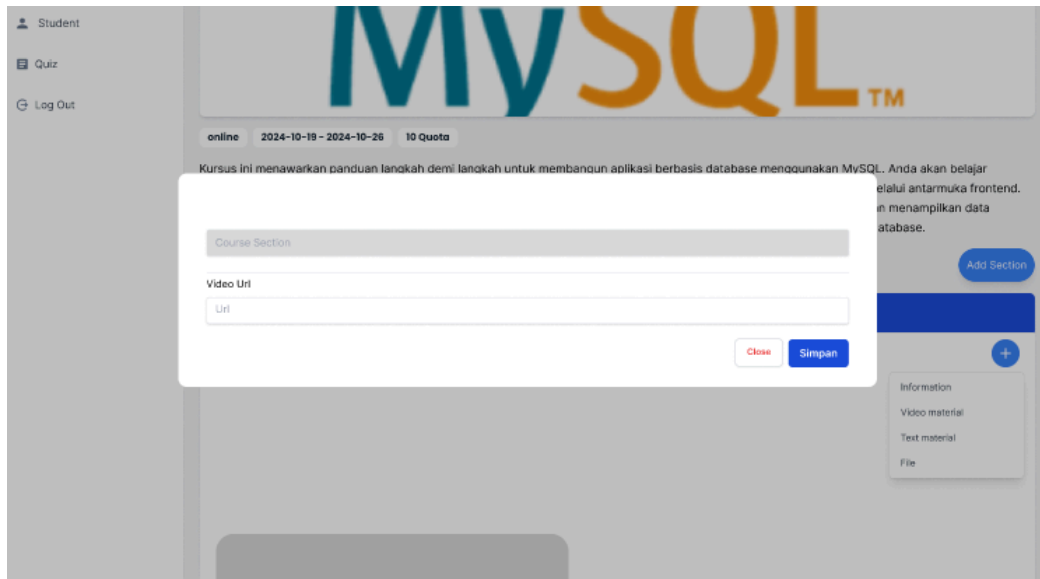 Student
Quiz
Log Out
MySQL TM
online 2024-10-19 - 2024-10-26 10 Quota
Kursus ini menawarkan panduan langkah demi langkah untuk membangun aplikasi berbasis database menggunakan MySQL. Anda akan belajar
elalui antarmuka frontend.
n menampilkan data
atabase.
Course Section
Video Url
Url
Close Simpan
Add Section
+
Information
Video material
Text material
File